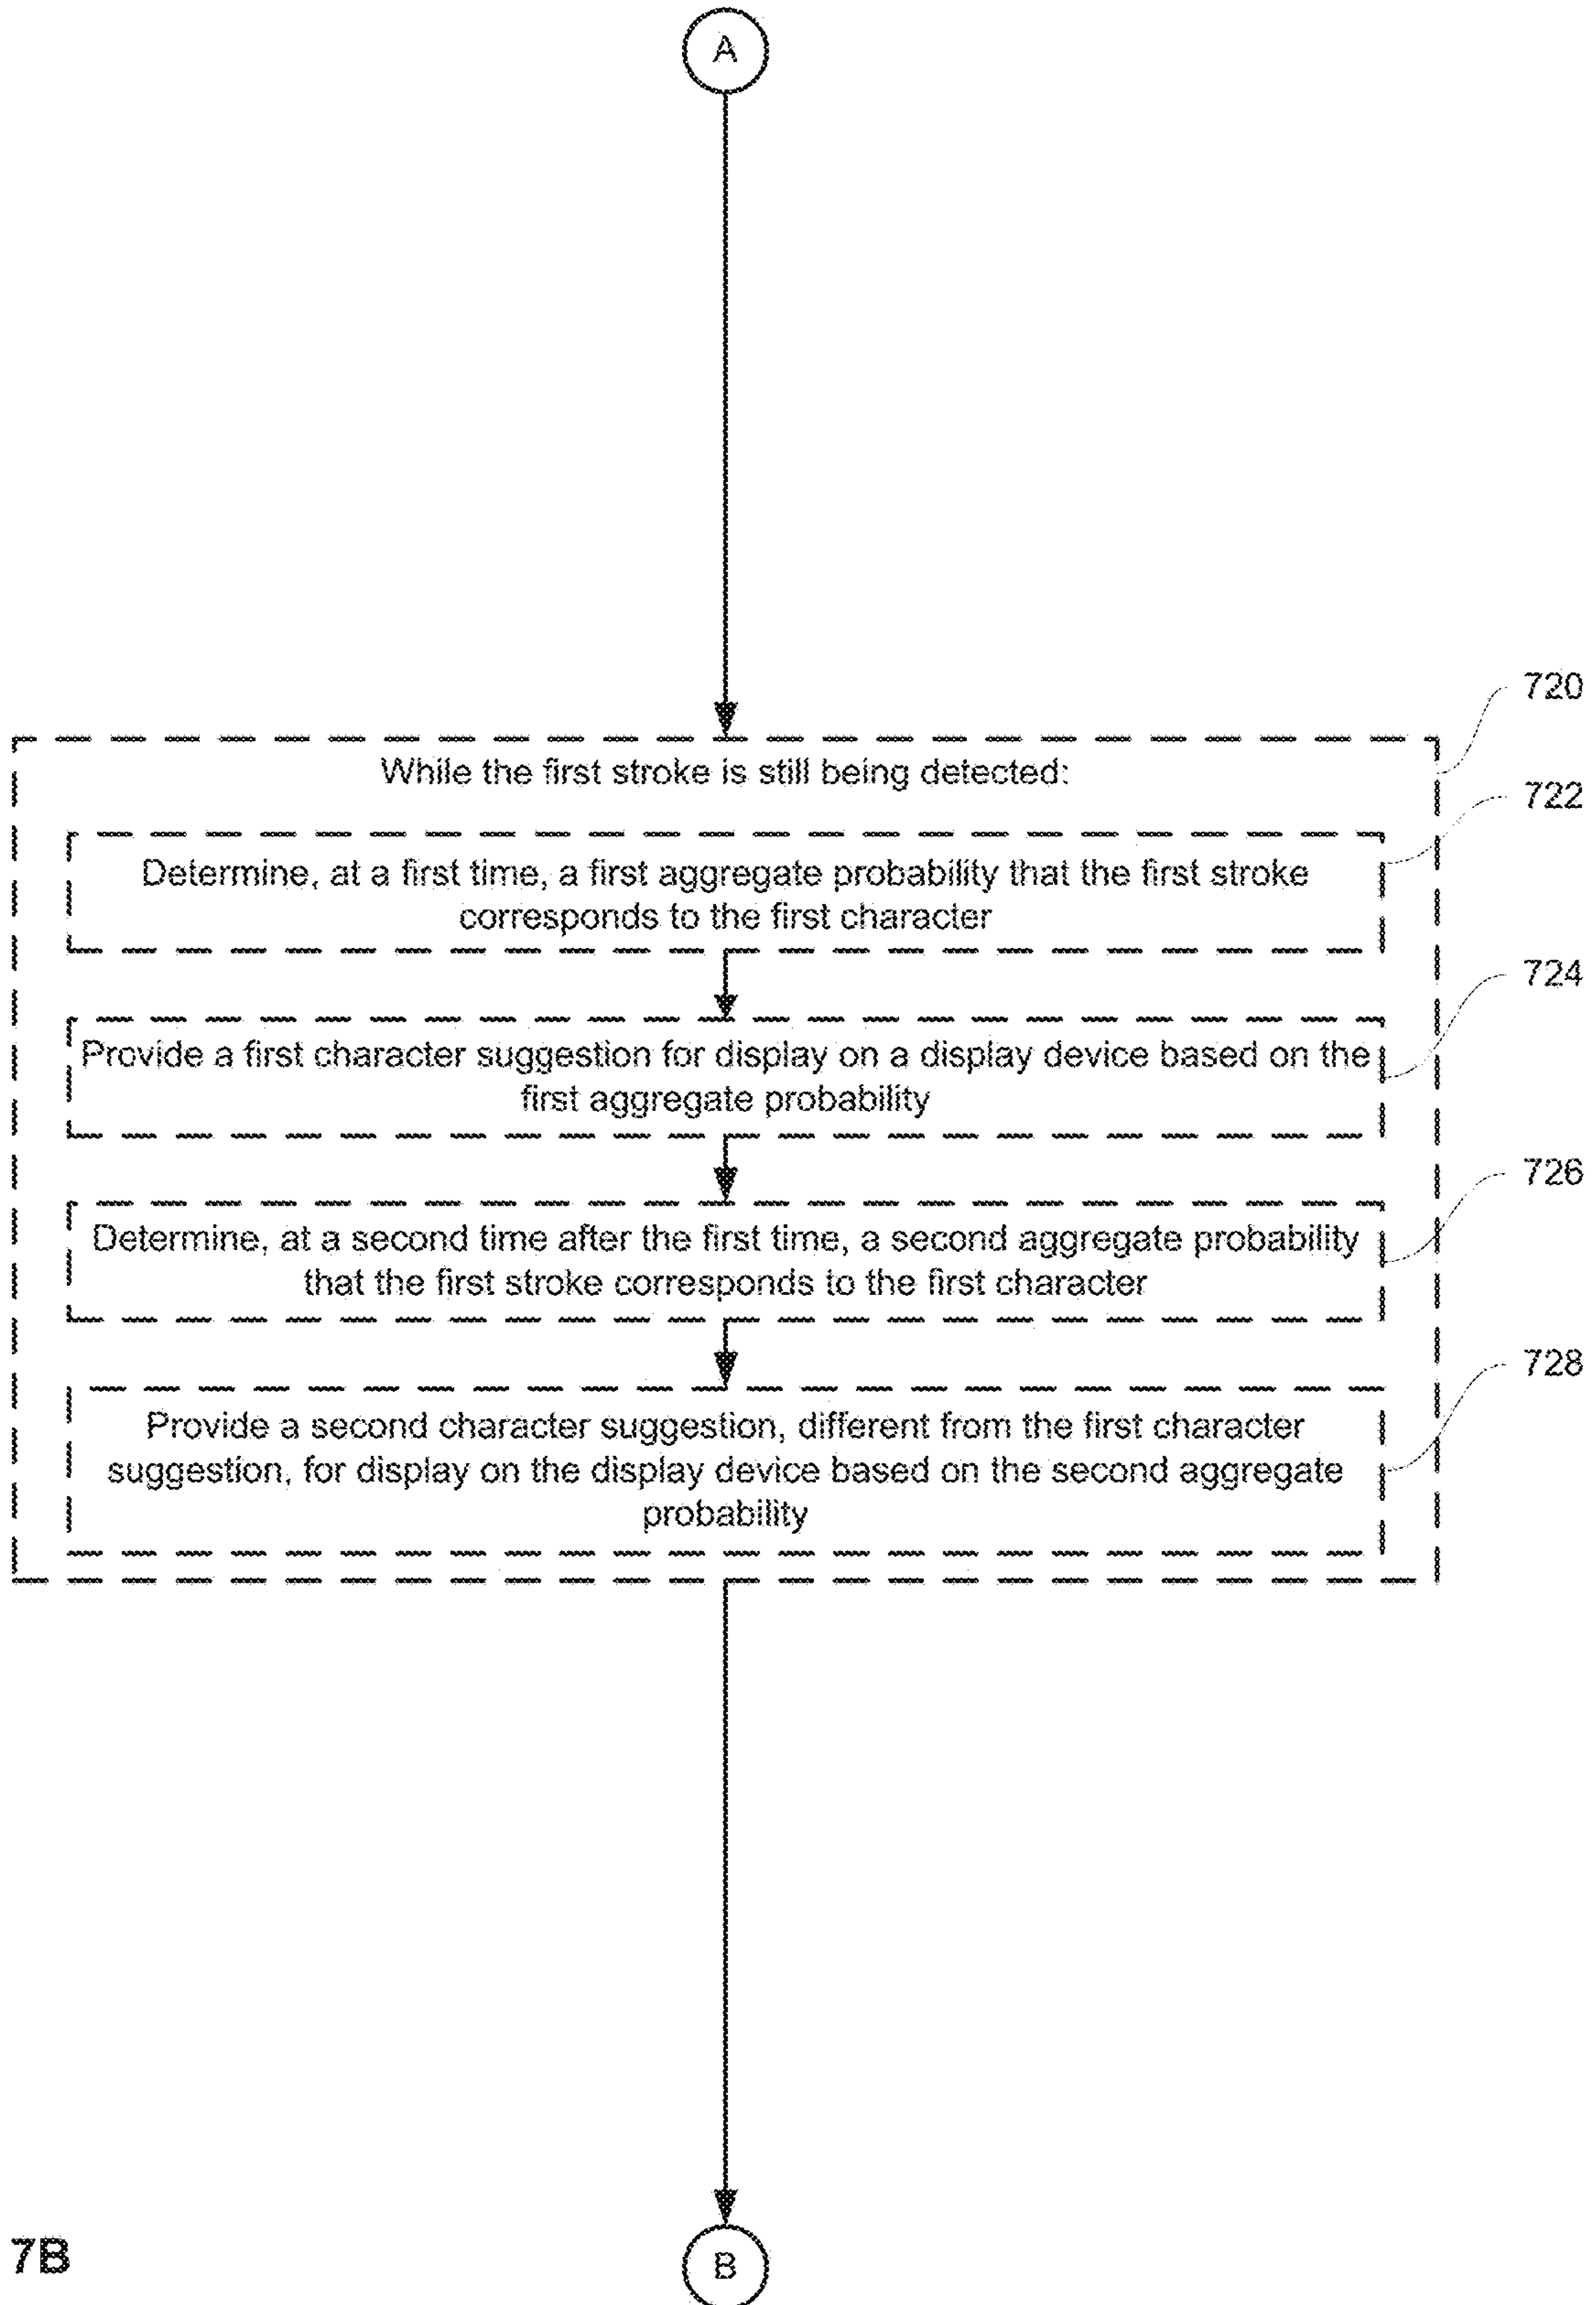 A
720
While the first stroke is still being detected:
722
Determine, at a first time, a first aggregate probability that the first stroke
corresponds to the first character
724
Provide a first character suggestion for display on a display device based on the
first aggregate probability
726
Determine, at a second time after the first time, a second aggregate probability
that the first stroke corresponds to the first character
728
Provide a second character suggestion, different from the first character
suggestion, for display on the display device based on the second aggregate
probability
7B
B